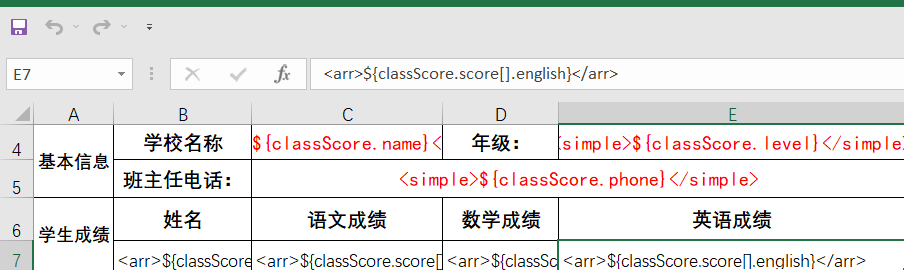 E7 fx <arr>${classScore.score[].english}</arr>
A B C D E
4 基本信息 学校名称 ${classScore.name}< 年级： <simple>${classScore.level}</simple>
5 班主任电话： <simple>${classScore.phone}</simple>
6 学生成绩 姓名 语文成绩 数学成绩 英语成绩
7 <arr>${classScore <arr>${classScore.score[] <arr>${classSc <arr>${classScore.score[].english}</arr>